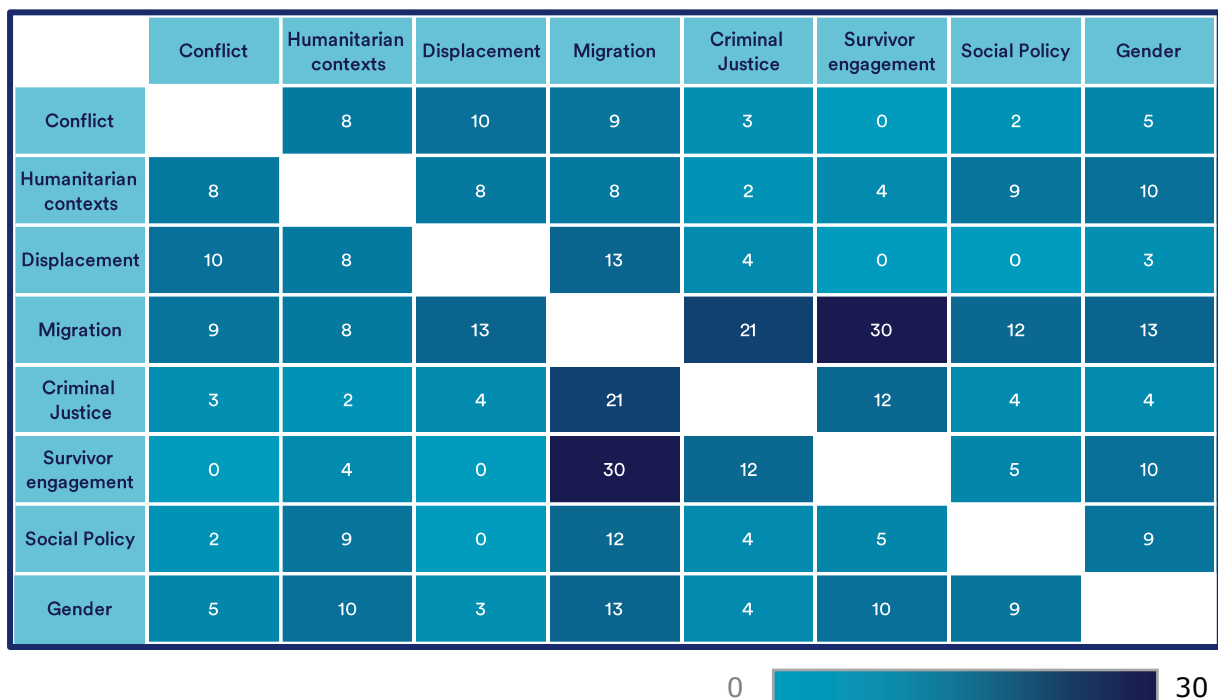 Conflict Humanitarian contexts Displacement Migration Criminal Justice Survivor engagement Social Policy Gender
Conflict 8 10 9 3 0 2 5
Humanitarian contexts 8 8 8 2 4 9 10
Displacement 10 8 13 4 0 0 3
Migration 9 8 13 21 30 12 13
Criminal Justice 3 2 4 21 12 4 4
Survivor engagement 0 4 0 30 12 5 10
Social Policy 2 9 0 12 4 5 9
Gender 5 10 3 13 4 10 9
0 30